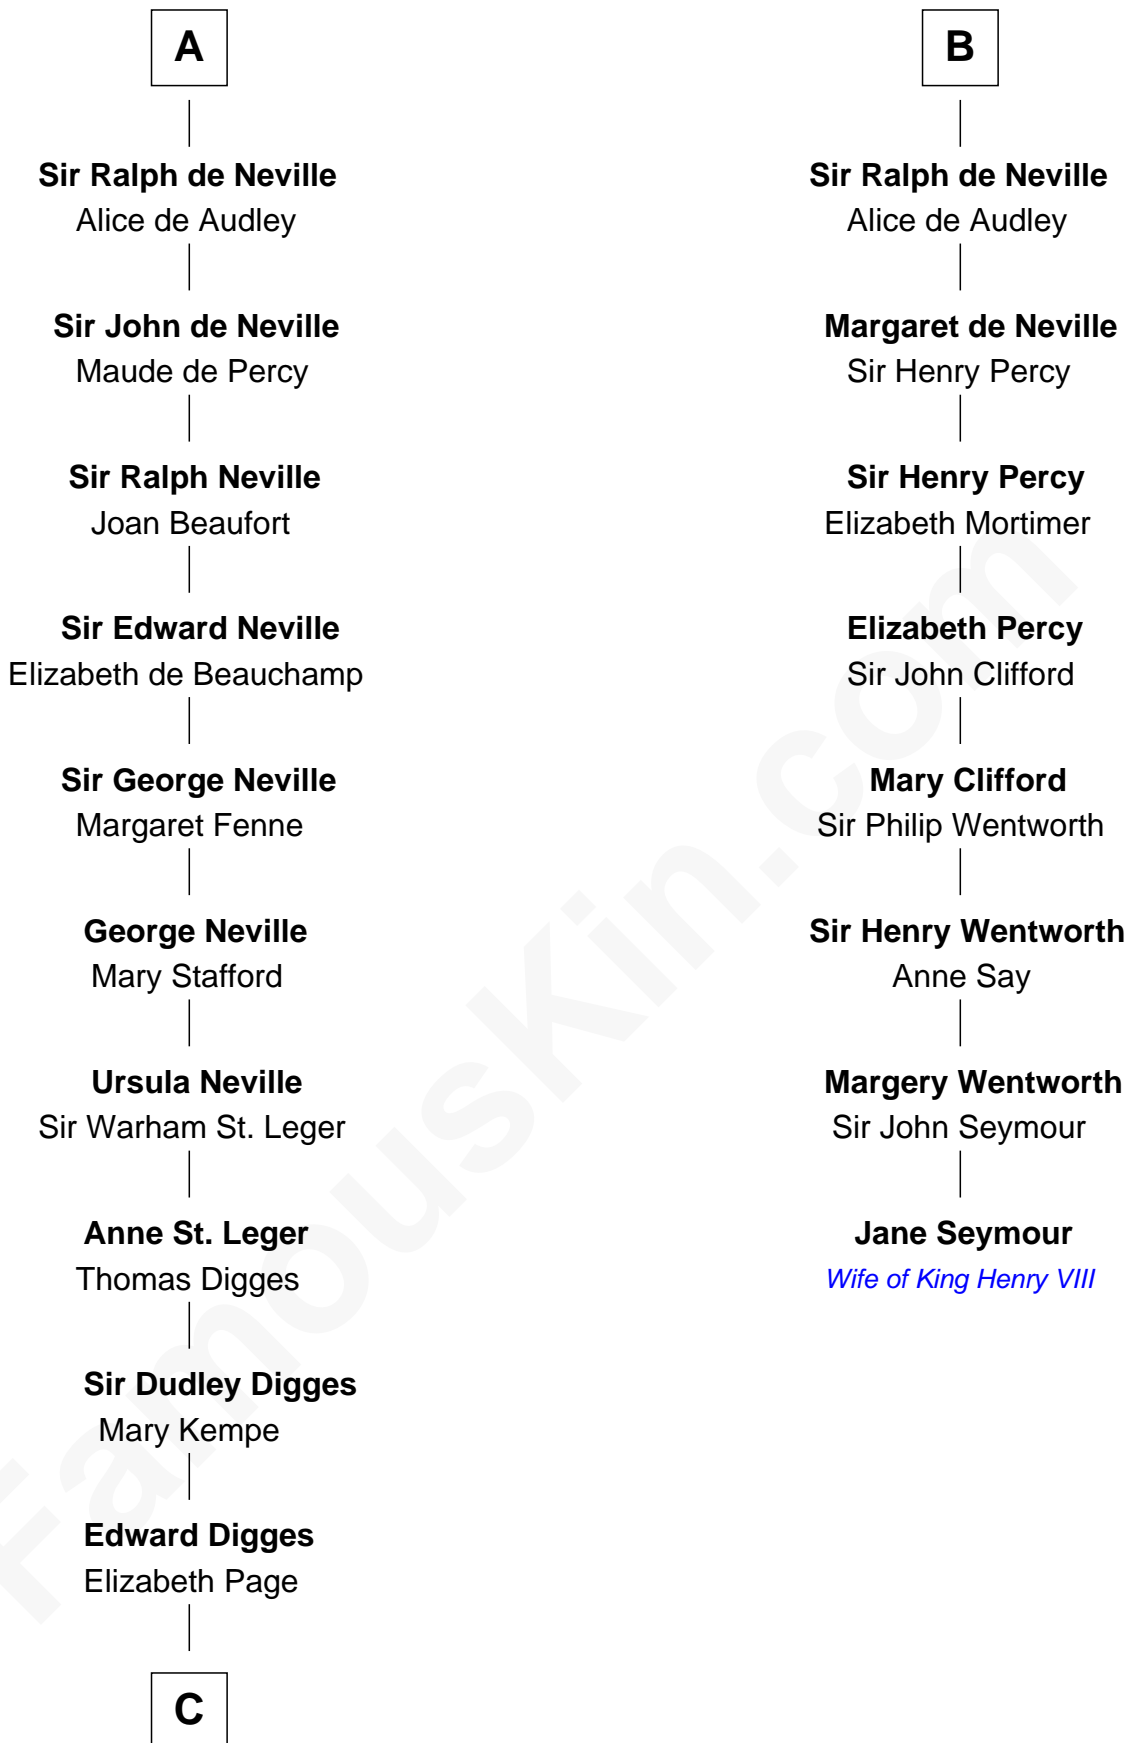 A
Sir Ralph de Neville
Alice de Audley
Sir John de Neville
Maude de Percy
Sir Ralph Neville
Joan Beaufort
Sir Edward Neville
Elizabeth de Beauchamp
Sir George Neville
Margaret Fenne
George Neville
Mary Stafford
Ursula Neville
Sir Warham St. Leger
Anne St. Leger
Thomas Digges
Sir Dudley Digges
Mary Kempe
Edward Digges
Elizabeth Page
C
B
Sir Ralph de Neville
Alice de Audley
Margaret de Neville
Sir Henry Percy
Sir Henry Percy
Elizabeth Mortimer
Elizabeth Percy
Sir John Clifford
Mary Clifford
Sir Philip Wentworth
Sir Henry Wentworth
Anne Say
Margery Wentworth
Sir John Seymour
Jane Seymour
Wife of King Henry VIII
FamousKin.com